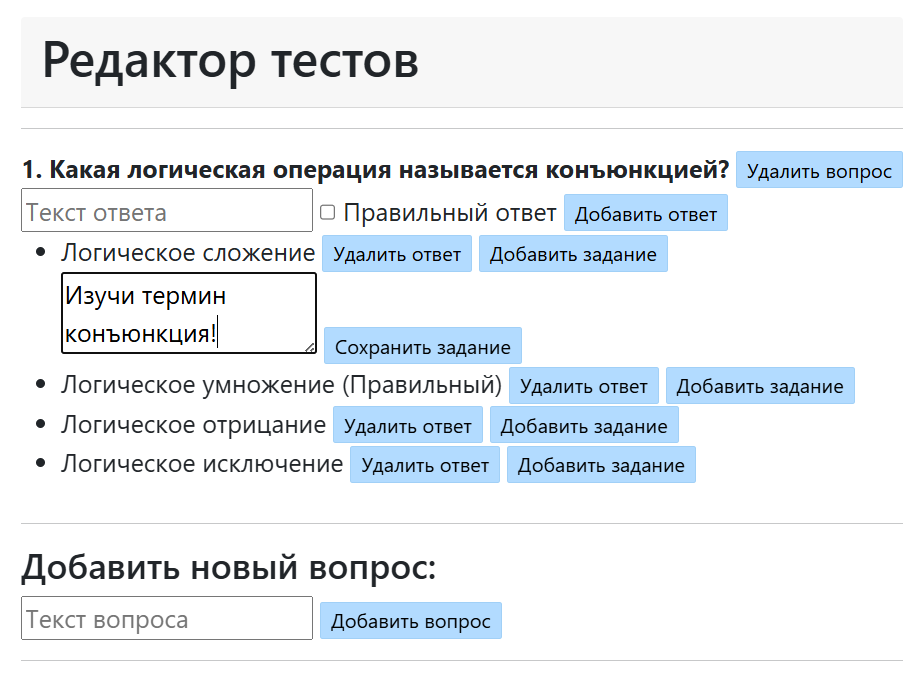 Редактор тестов
1. Какая логическая операция называется конъюнкцией? Удалить вопрос
Текст ответа Правильный ответ Добавить ответ
Логическое сложение Удалить ответ Добавить задание
Изучи термин
конъюнкция! Сохранить задание
Логическое умножение (Правильный) Удалить ответ Добавить задание
Логическое отрицание Удалить ответ Добавить задание
Логическое исключение Удалить ответ Добавить задание
Добавить новый вопрос:
Текст вопроса Добавить вопрос